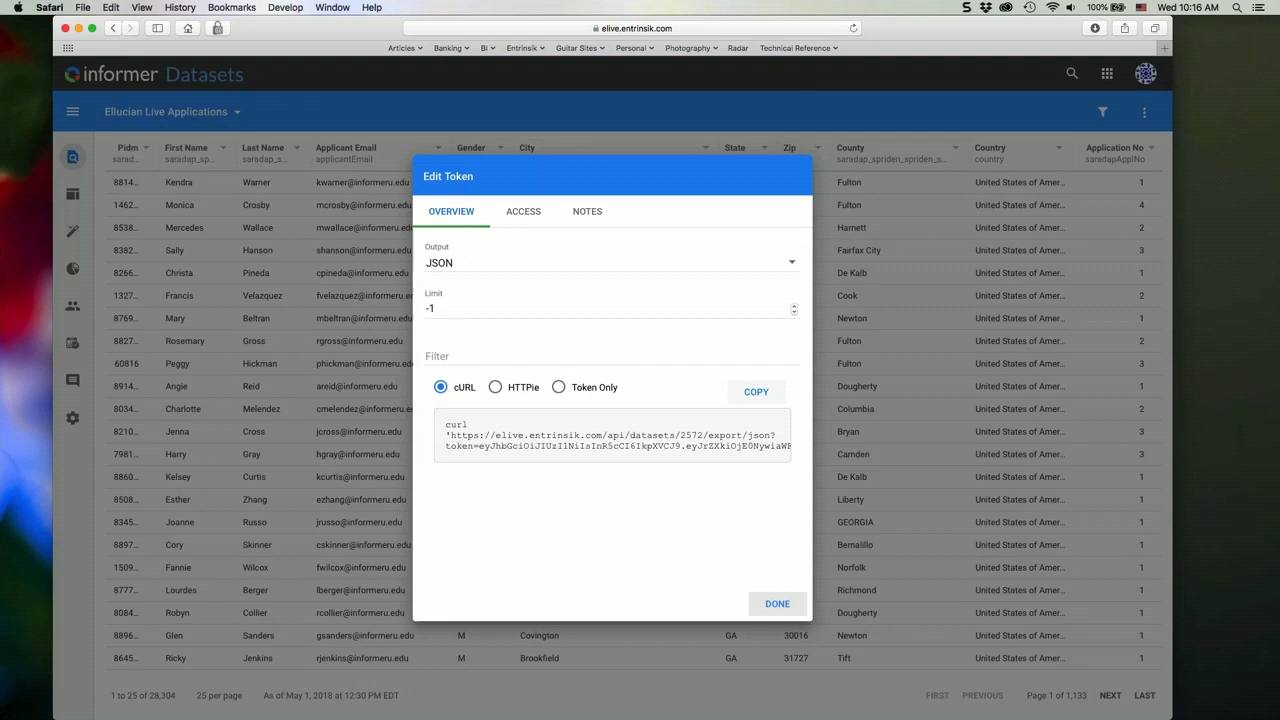 Safari File Edit View History Bookmarks Develop Window Help 100% Wed 10:16 AM
elive.entrinsik.com
Articles Banking BI Entrinsik Guitar Sites Personal Photography Radar Technical Reference
informer Datasets
Ellucian Live Applications
Pidm First Name Last Name Applicant Email Gender City State Zip County Country Application No
sarad... saradap_sp... saradap_s... applicantEmail saradap_spriden_spriden_s... country saradapApplNo
8814... Kendra Warner kwarner@informeru.edu Fulton United States of Amer... 1
1462... Monica Crosby mcrosby@informeru.edu Fulton United States of Amer... 4
8538... Mercedes Wallace mwallace@informeru.edu Harnett United States of Amer... 2
8382... Sally Hanson shanson@informeru.edu Fairfax City United States of Amer... 3
8266... Christa Pineda cpineda@informeru.edu De Kalb United States of Amer... 1
1327... Francis Velazquez fvelazquez@informeru.ed Cook United States of Amer... 2
8769... Mary Beltran mbeltran@informeru.edu Newton United States of Amer... 1
8827... Rosemary Gross rgross@informeru.edu Fulton United States of Amer... 2
60816 Peggy Hickman phickman@informeru.edu Fulton United States of Amer... 3
8914... Angie Reid areid@informeru.edu Dougherty United States of Amer... 1
8034... Charlotte Melendez cmelendez@informeru.edu Columbia United States of Amer... 2
8210... Jenna Cross jcross@informeru.edu Bryan United States of Amer... 3
7981... Harry Gray hgray@informeru.edu Camden United States of Amer... 3
8860... Kelsey Curtis kcurtis@informeru.edu De Kalb United States of Amer... 1
8508... Esther Zhang ezhang@informeru.edu Liberty United States of Amer... 1
8345... Joanne Russo jrusso@informeru.edu GEORGIA United States of Amer... 1
8897... Cory Skinner cskinner@informeru.edu Bernalillo United States of Amer... 1
1509... Fannie Wilcox fwilcox@informeru.edu Norfolk United States of Amer... 1
8777... Lourdes Berger lberger@informeru.edu Richmond United States of Amer... 1
8084... Robyn Collier rcollier@informeru.edu Dougherty United States of Amer... 1
8896... Glen Sanders gsanders@informeru.edu M Covington GA 30016 Newton United States of Amer... 1
8645... Ricky Jenkins rjenkins@informeru.edu M Brookfield GA 31727 Tift United States of Amer... 1
1 to 25 of 28,304 25 per page As of May 1, 2018 at 12:30 PM EDT FIRST PREVIOUS Page 1 of 1,133 NEXT LAST
Edit Token
OVERVIEW ACCESS NOTES
Output
JSON
Limit
-1
Filter
cURL HTTPie Token Only COPY
curl
'https://elive.entrinsik.com/api/datasets/2572/export/json?
token=eyJhbGciOiJIUzI1NiIsInR5cCI6IkpXVCJ9.eyJrZXkiOjE0NywiaWF
DONE